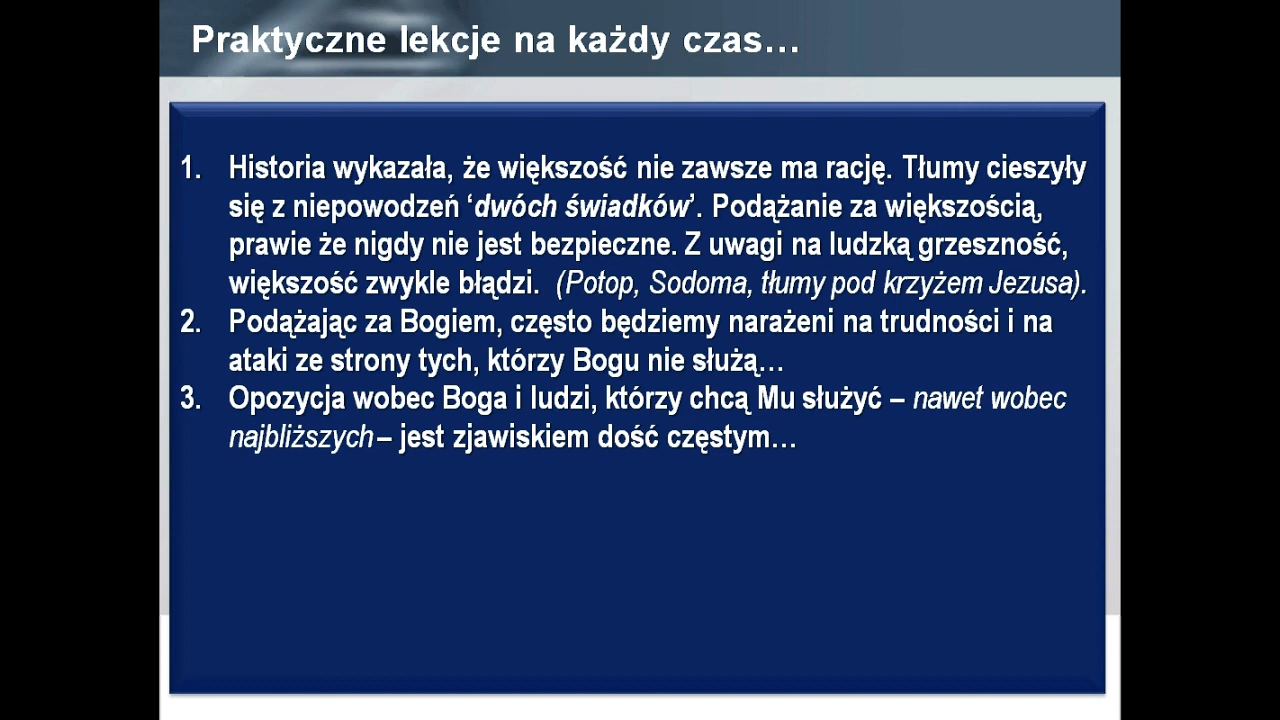 Praktyczne lekcje na każdy czas…
1. Historia wykazała, że większość nie zawsze ma rację. Tłumy cieszyły
się z niepowodzeń ‘dwóch świadków’. Podążanie za większością,
prawie że nigdy nie jest bezpieczne. Z uwagi na ludzką grzeszność,
większość zwykle błądzi. (Potop, Sodoma, tłumy pod krzyżem Jezusa).
2. Podążając za Bogiem, często będziemy narażeni na trudności i na
ataki ze strony tych, którzy Bogu nie służą…
3. Opozycja wobec Boga i ludzi, którzy chcą Mu służyć – nawet wobec
najbliższych – jest zjawiskiem dość częstym…